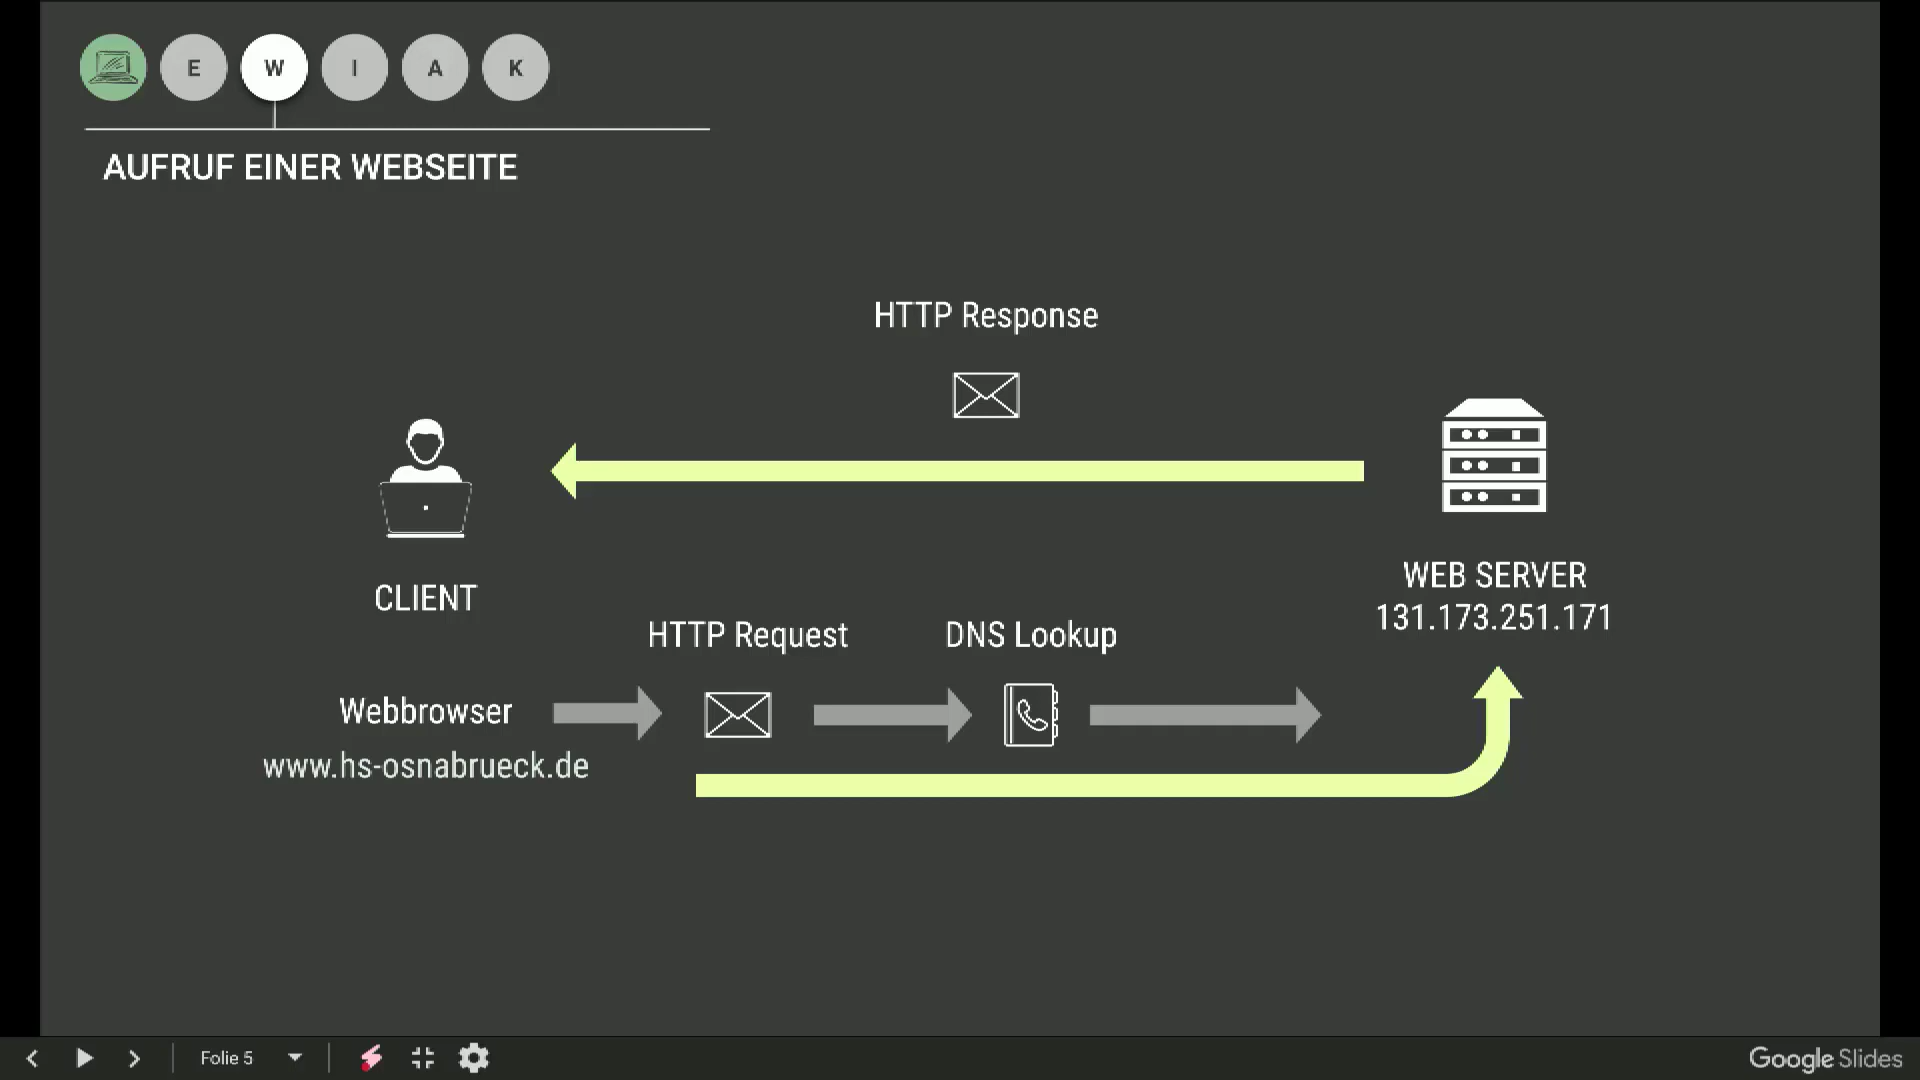 E W I A K
AUFRUF EINER WEBSEITE
HTTP Response
CLIENT
WEB SERVER
131.173.251.171
HTTP Request
DNS Lookup
Webbrowser
www.hs-osnabrueck.de
Folie 5
Google Slides